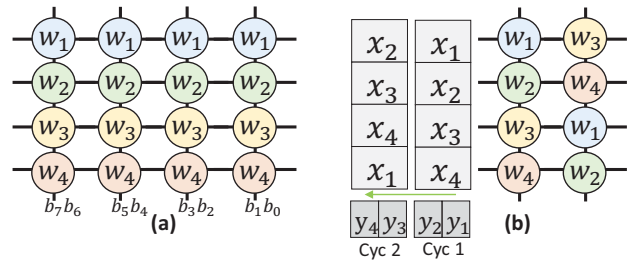 w₁ w₁ w₁ w₁
w₂ w₂ w₂ w₂
w₃ w₃ w₃ w₃
w₄ w₄ w₄ w₄
b₇b₆ b₅b₄ b₃b₂ b₁b₀
(a)
x₂ x₁
x₃ x₂
x₄ x₃
x₁ x₄
y₄ y₃ y₂ y₁
Cyc 2 Cyc 1
w₁ w₃
w₂ w₄
w₃ w₁
w₄ w₂
(b)